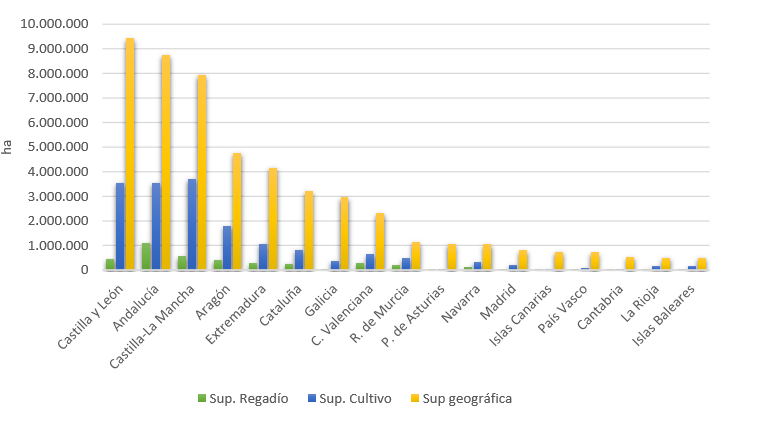 10.000.000
9.000.000
8.000.000
7.000.000
6.000.000
5.000.000
4.000.000
3.000.000
2.000.000
1.000.000
0
ha
Castilla y León
Andalucía
Castilla-La Mancha
Aragón
Extremadura
Cataluña
Galicia
C. Valenciana
R. de Murcia
P. de Asturias
Navarra
Madrid
Islas Canarias
País Vasco
Cantabria
La Rioja
Islas Baleares
Sup. Regadío Sup. Cultivo Sup geográfica